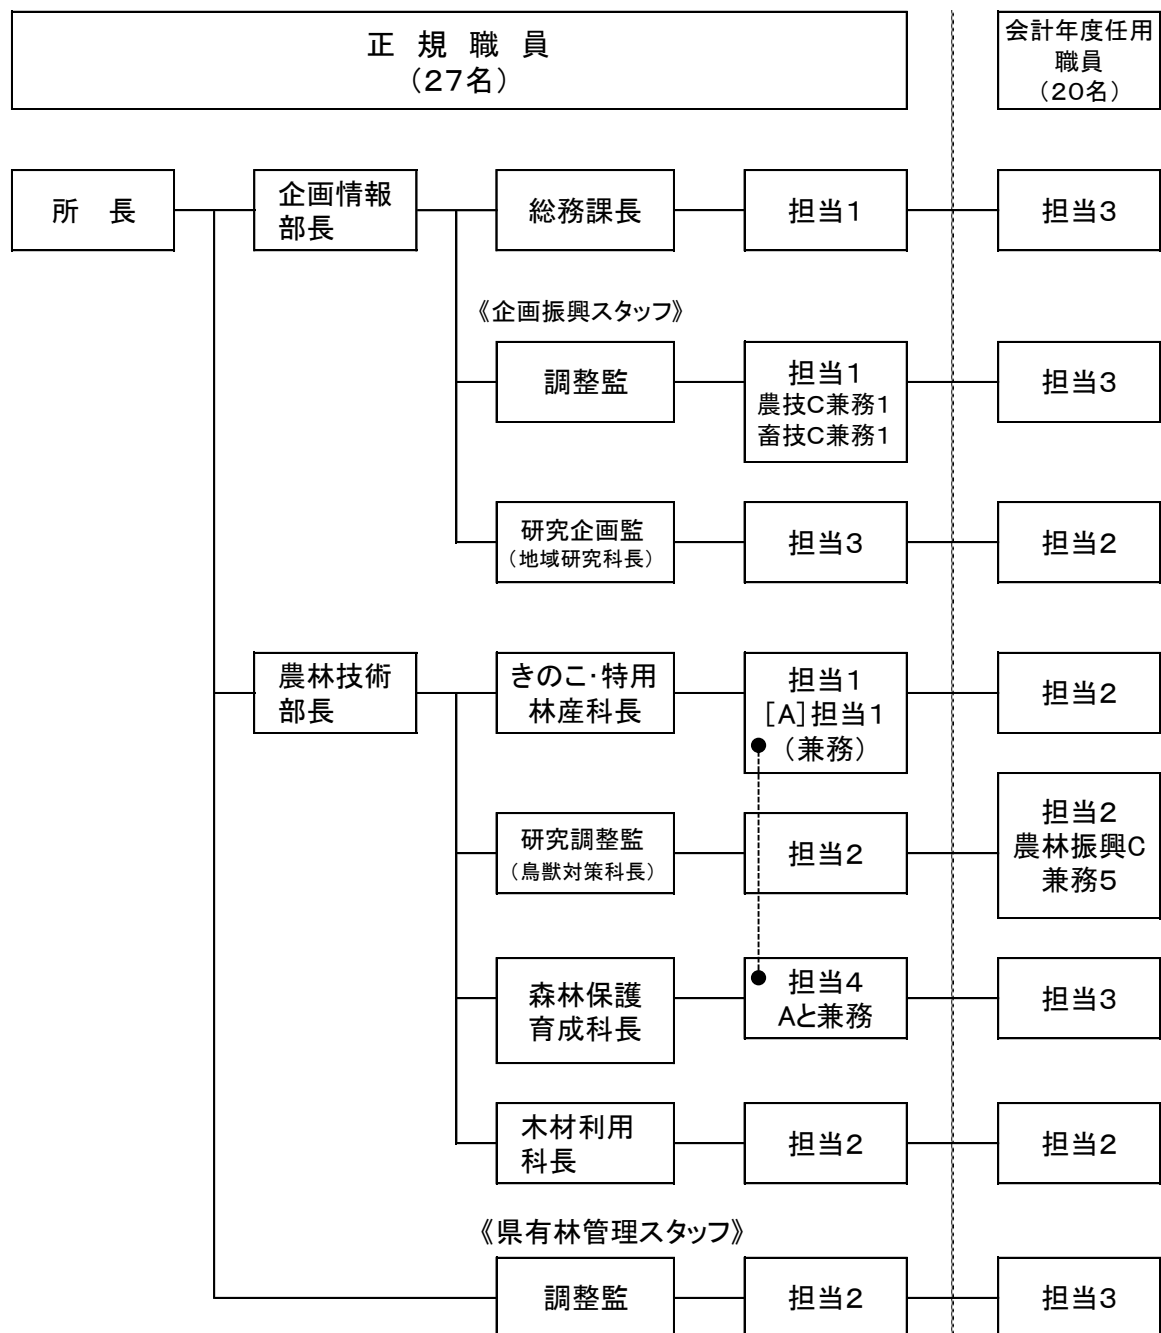 正 規 職 員
（27名）
会計年度任用
職員
（20名）
所 長
企画情報
部長
総務課長
担当1
担当3
《企画振興スタッフ》
調整監
担当1
農技C兼務1
畜技C兼務1
担当3
研究企画監
（地域研究科長）
担当3
担当2
農林技術
部長
きのこ・特用
林産科長
担当1
［A］担当1
（兼務）
担当2
研究調整監
（鳥獣対策科長）
担当2
担当2
農林振興C
兼務5
森林保護
育成科長
担当4
Aと兼務
担当3
木材利用
科長
担当2
担当2
《県有林管理スタッフ》
調整監
担当2
担当3